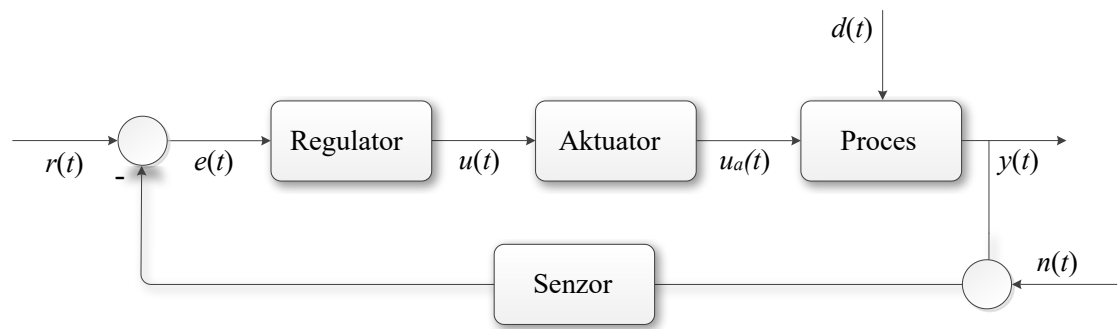 d(t)
Regulator
Aktuator
Proces
r(t)
-
e(t)
u(t)
uₐ(t)
y(t)
Senzor
n(t)